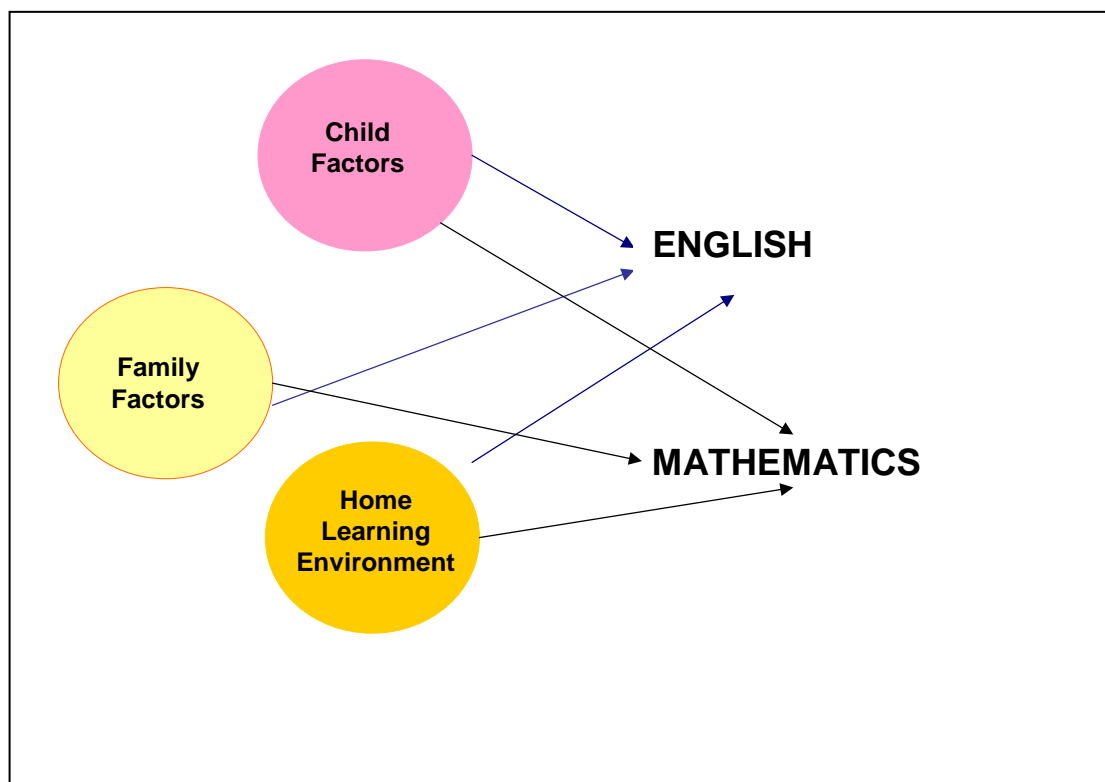 Child
Factors
ENGLISH
Family
Factors
MATHEMATICS
Home
Learning
Environment